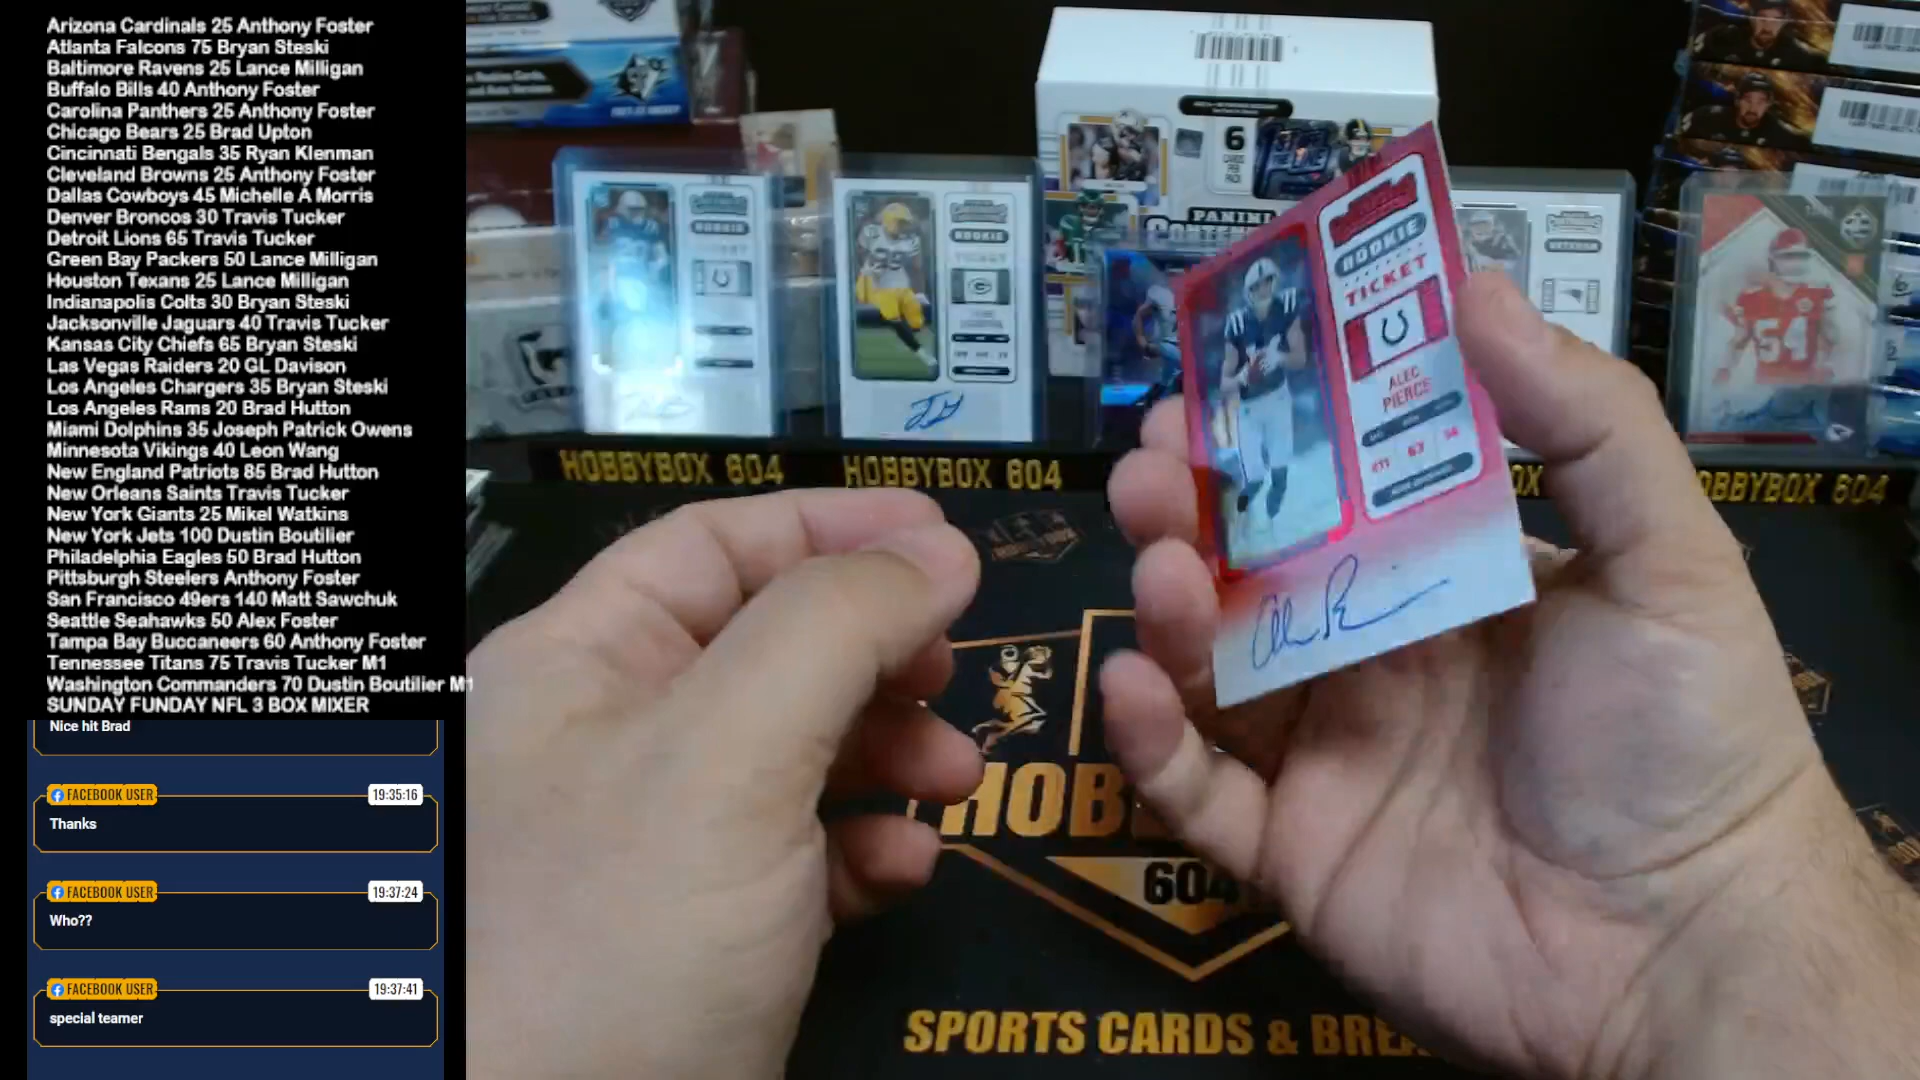 Arizona Cardinals 25 Anthony Foster
Atlanta Falcons 75 Bryan Steski
Baltimore Ravens 25 Lance Milligan
Buffalo Bills 40 Anthony Foster
Carolina Panthers 25 Anthony Foster
Chicago Bears 25 Brad Upton
Cincinnati Bengals 35 Ryan Klenman
Cleveland Browns 25 Anthony Foster
Dallas Cowboys 45 Michelle A Morris
Denver Broncos 30 Travis Tucker
Detroit Lions 65 Travis Tucker
Green Bay Packers 50 Lance Milligan
Houston Texans 25 Lance Milligan
Indianapolis Colts 30 Bryan Steski
Jacksonville Jaguars 40 Travis Tucker
Kansas City Chiefs 65 Bryan Steski
Las Vegas Raiders 20 GL Davison
Los Angeles Chargers 35 Bryan Steski
Los Angeles Rams 20 Brad Hutton
Miami Dolphins 35 Joseph Patrick Owens
Minnesota Vikings 40 Leon Wang
New England Patriots 85 Brad Hutton
New Orleans Saints Travis Tucker
New York Giants 25 Mikel Watkins
New York Jets 100 Dustin Boutilier
Philadelphia Eagles 50 Brad Hutton
Pittsburgh Steelers Anthony Foster
San Francisco 49ers 140 Matt Sawchuk
Seattle Seahawks 50 Alex Foster
Tampa Bay Buccaneers 60 Anthony Foster
Tennessee Titans 75 Travis Tucker M1
Washington Commanders 70 Dustin Boutilier M1
SUNDAY FUNDAY NFL 3 BOX MIXER
Nice hit Brad
FACEBOOK USER 19:35:16
Thanks
FACEBOOK USER 19:37:24
Who??
FACEBOOK USER 19:37:41
special teamer
6
CARDS
PER
PACK
PANINI
ROOKIE
ROOKIE
ROOKIE
TICKET
ALEC
PIERCE
54
HOBBYBOX 604
HOBBYBOX 604
OX
OBBYBOX 604
HOB
604
SPORTS CARDS & BRE